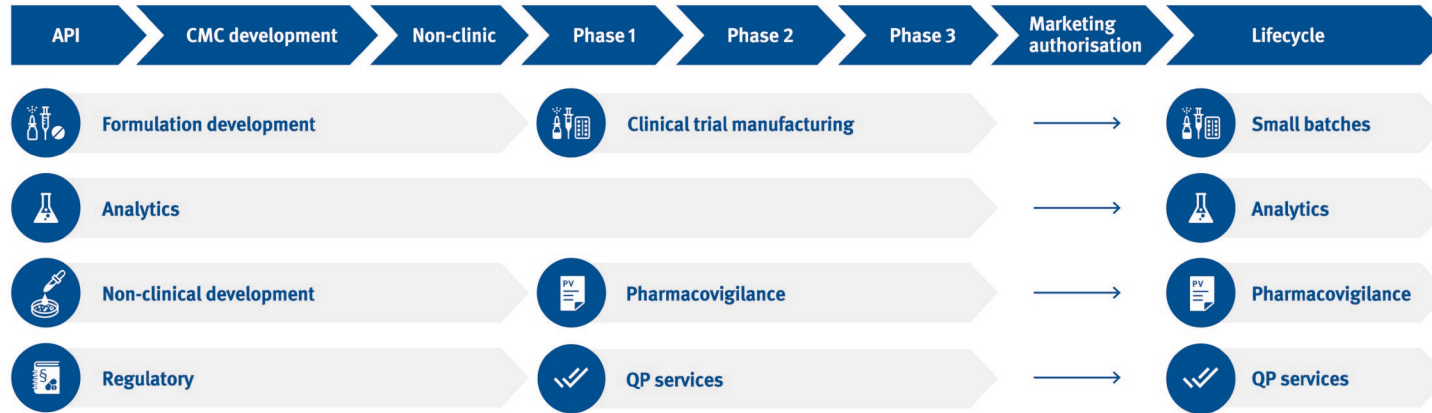 API
CMC development
Non-clinic
Phase 1
Phase 2
Phase 3
Marketing
authorisation
Lifecycle
Formulation development
Clinical trial manufacturing
Small batches
Analytics
Analytics
Non-clinical development
PV
Pharmacovigilance
PV
Pharmacovigilance
§
Regulatory
QP services
QP services